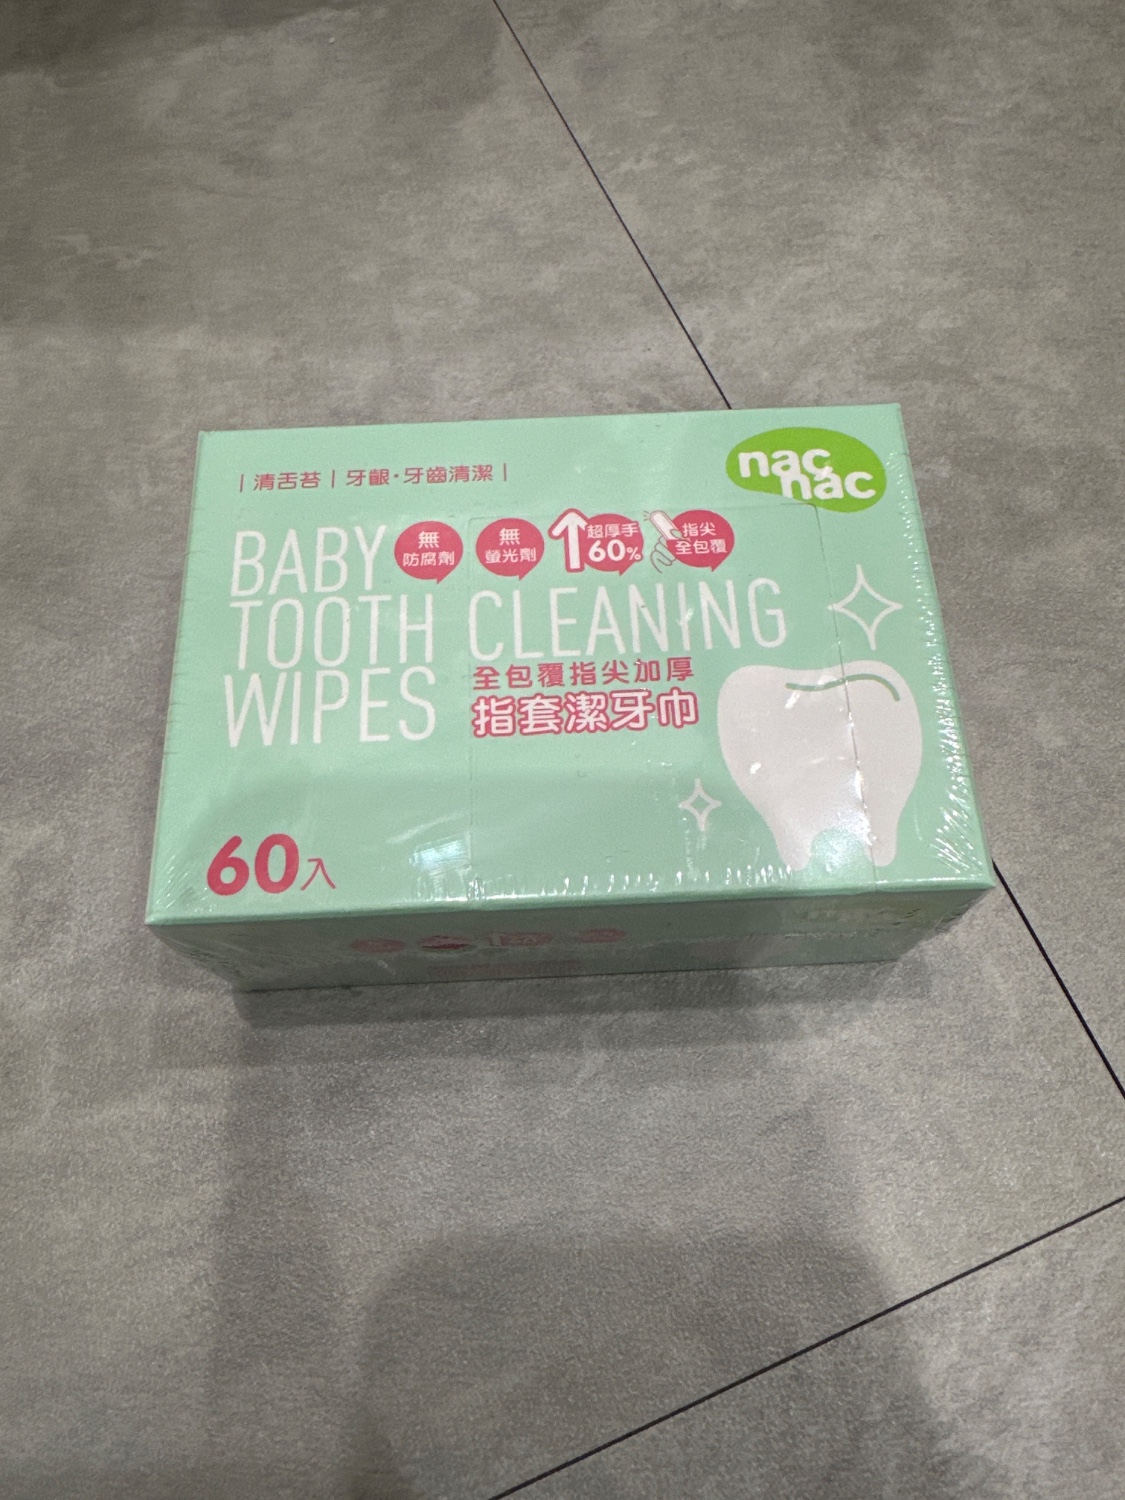 | 清舌苔 | 牙齦・牙齒清潔 |
nac
nac
BABY
無
防腐劑
無
螢光劑
超厚手
60%
指尖
全包覆
TOOTH CLEANING
WIPES
全包覆指尖加厚
指套潔牙巾
60入